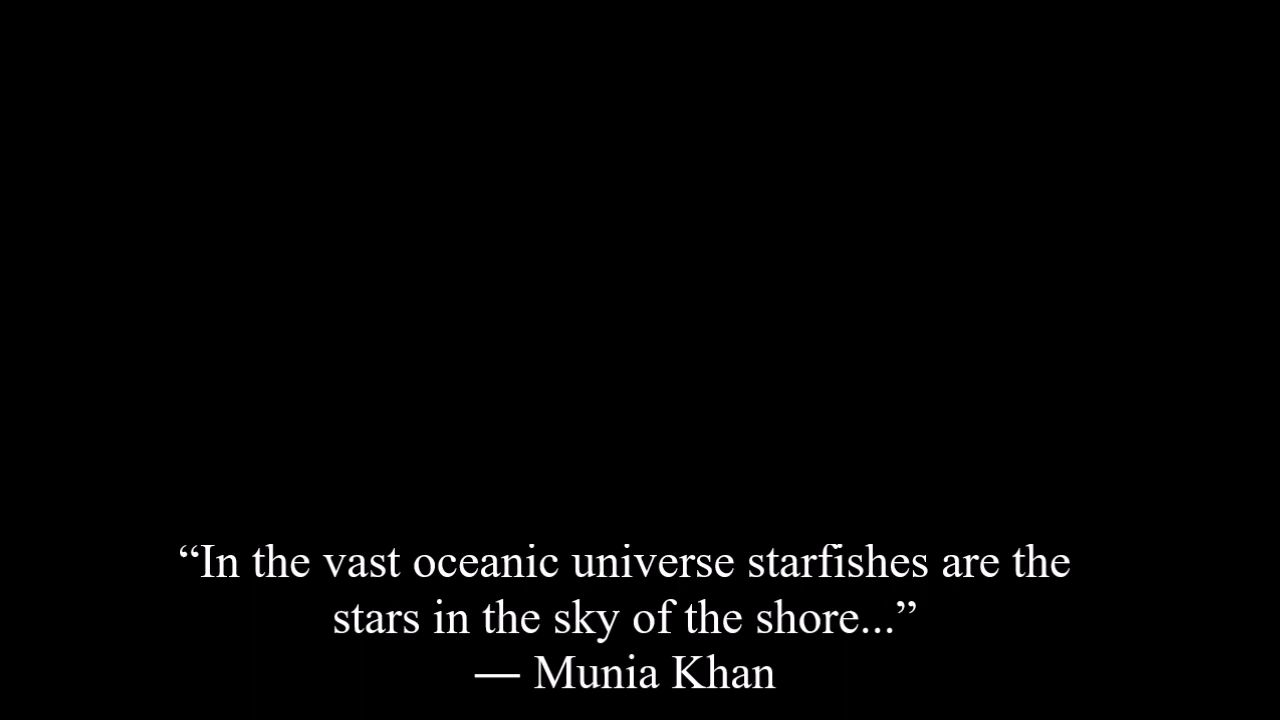 “In the vast oceanic universe starfishes are the
stars in the sky of the shore...”
― Munia Khan